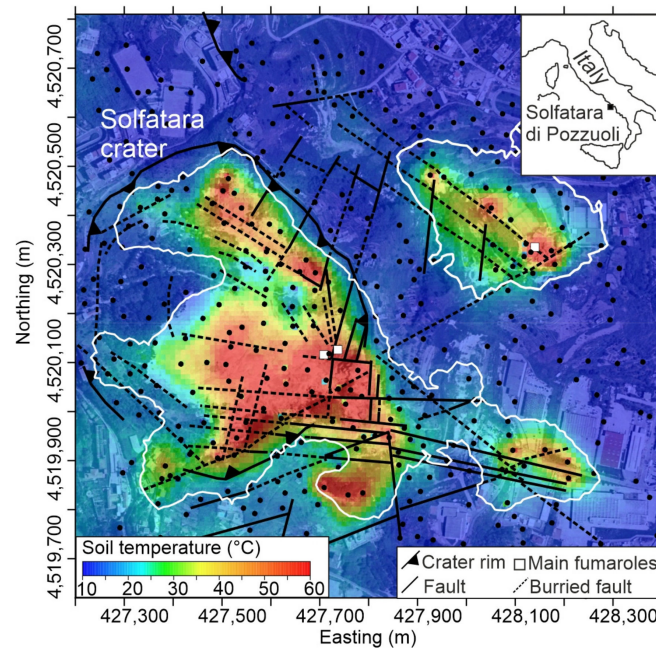 4,520,700
4,520,500
4,520,300
4,520,100
4,519,900
4,519,700
Northing (m)
Solfatara
crater
Italy
Solfatara
di Pozzuoli
Soil temperature (°C)
10 20 30 40 50 60
Crater rim
Main fumaroles
Fault
Burried fault
427,300 427,500 427,700 427,900 428,100 428,300
Easting (m)